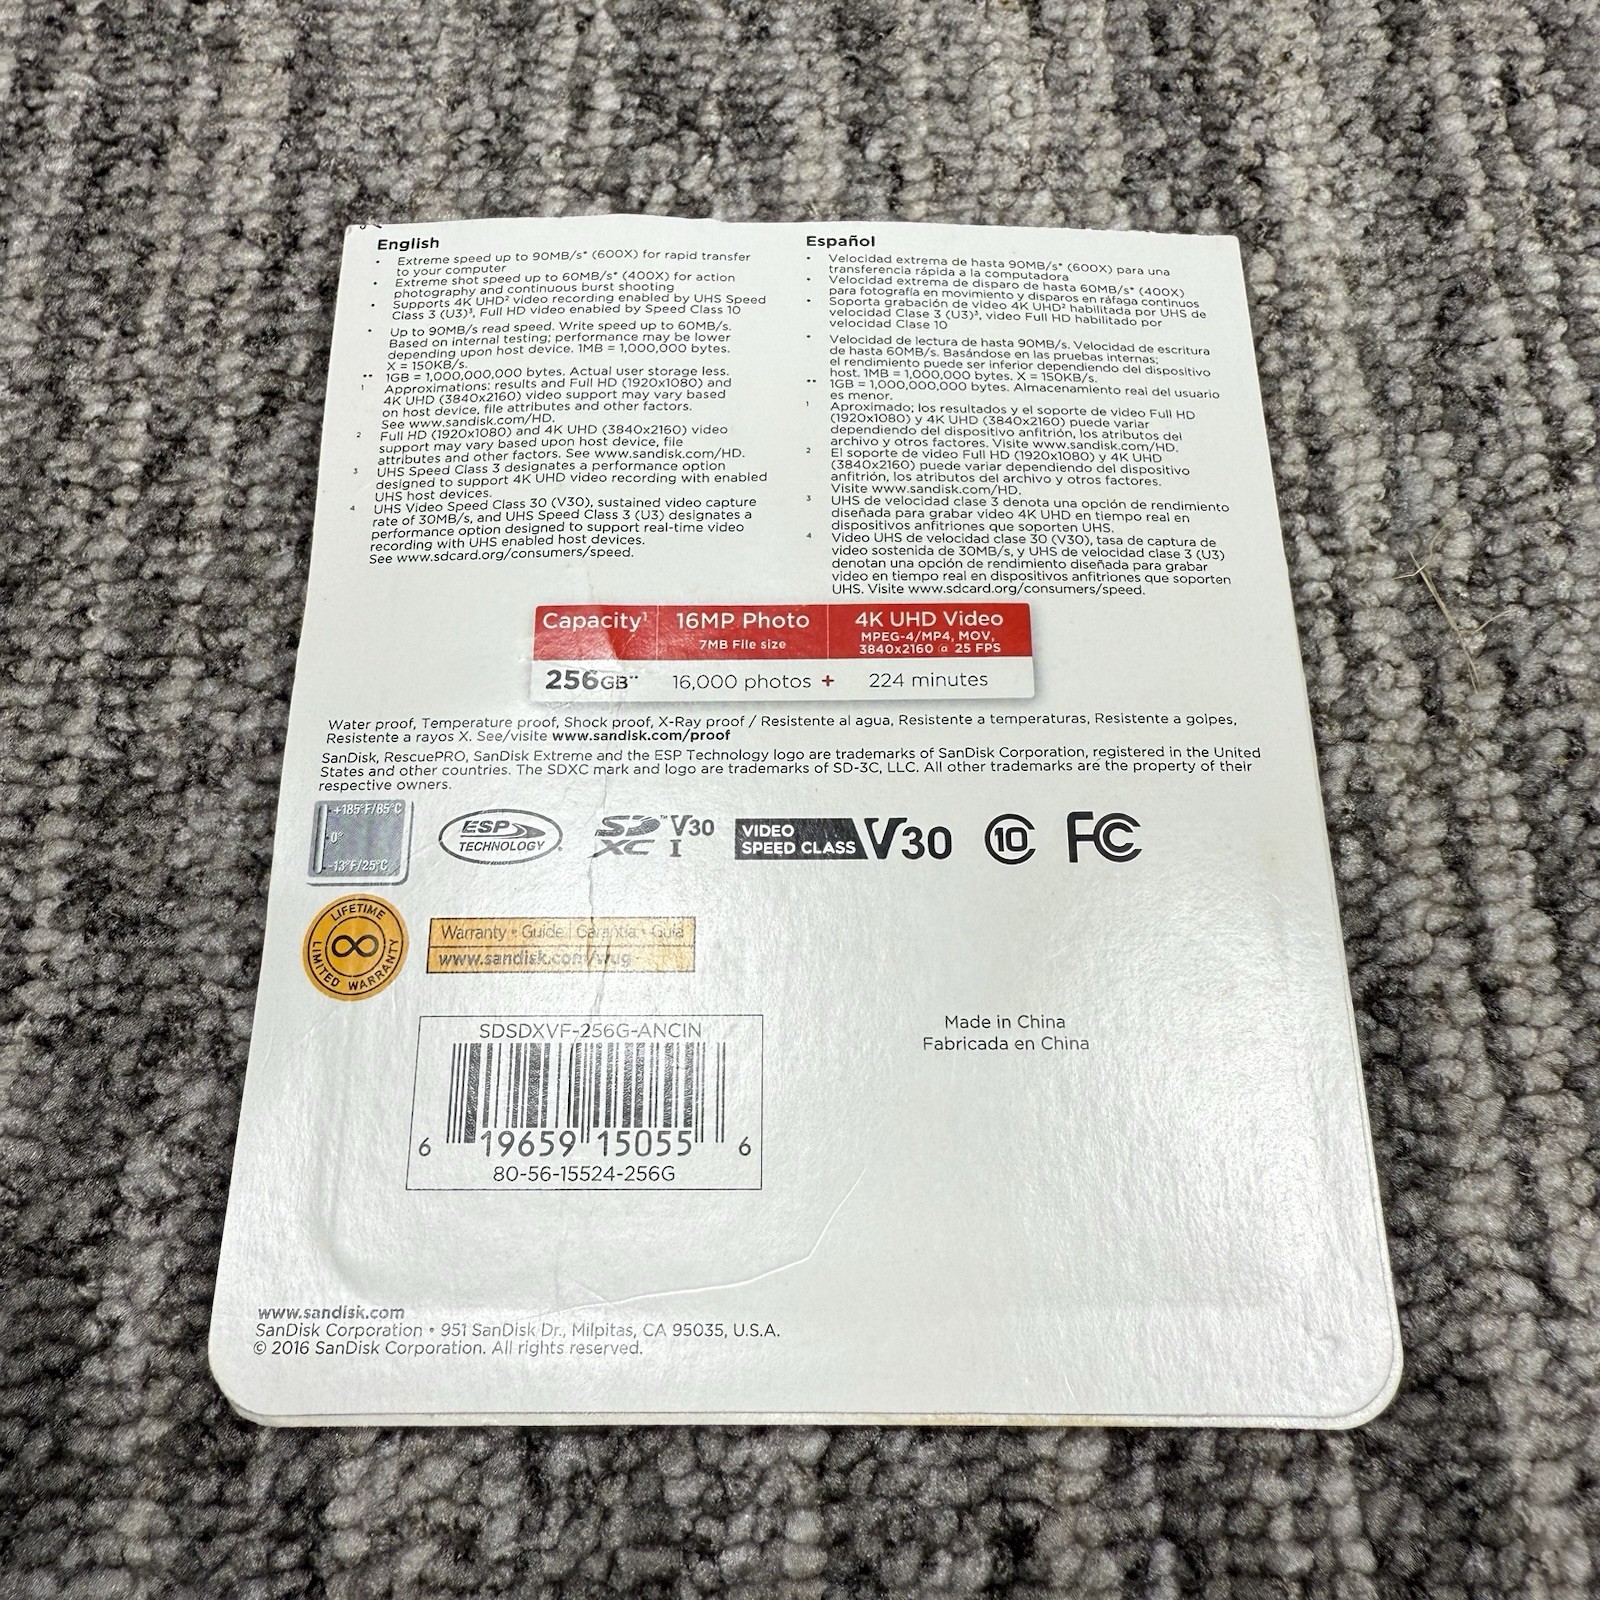 English
• Extreme speed up to 90MB/s* (600X) for rapid transfer
to your computer
• Extreme shot speed up to 60MB/s* (400X) for action
photography and continuous burst shooting
• Supports 4K UHD² video recording enabled by UHS Speed
Class 3 (U3)³, Full HD video enabled by Speed Class 10
• Up to 90MB/s read speed. Write speed up to 60MB/s.
Based on internal testing; performance may be lower
depending upon host device. 1MB = 1,000,000 bytes.
X = 150KB/s.
** 1GB = 1,000,000,000 bytes. Actual user storage less.
¹ Approximations: results and Full HD (1920x1080) and
4K UHD (3840x2160) video support may vary based
on host device, file attributes and other factors.
See www.sandisk.com/HD.
² Full HD (1920x1080) and 4K UHD (3840x2160) video
support may vary based upon host device, file
attributes and other factors. See www.sandisk.com/HD.
³ UHS Speed Class 3 designates a performance option
designed to support 4K UHD video recording with enabled
UHS host devices.
⁴ UHS Video Speed Class 30 (V30), sustained video capture
rate of 30MB/s, and UHS Speed Class 3 (U3) designates a
performance option designed to support real-time video
recording with UHS enabled host devices.
See www.sdcard.org/consumers/speed.
Español
• Velocidad extrema de hasta 90MB/s* (600X) para una
transferencia rápida a la computadora
• Velocidad extrema de disparo de hasta 60MB/s* (400X)
para fotografía en movimiento y disparos en ráfaga continuos
• Soporta grabación de video 4K UHD² habilitada por UHS de
velocidad Clase 3 (U3)³, video Full HD habilitado por
velocidad Clase 10
• Velocidad de lectura de hasta 90MB/s. Velocidad de escritura
de hasta 60MB/s. Basándose en las pruebas internas;
el rendimiento puede ser inferior dependiendo del dispositivo
host. 1MB = 1,000,000 bytes. X = 150KB/s.
** 1GB = 1,000,000,000 bytes. Almacenamiento real del usuario
es menor.
¹ Aproximado; los resultados y el soporte de video Full HD
(1920x1080) y 4K UHD (3840x2160) puede variar
dependiendo del dispositivo anfitrión, los atributos del
archivo y otros factores. Visite www.sandisk.com/HD.
² El soporte de video Full HD (1920x1080) y 4K UHD
(3840x2160) puede variar dependiendo del dispositivo
anfitrión, los atributos del archivo y otros factores.
Visite www.sandisk.com/HD.
³ UHS de velocidad clase 3 denota una opción de rendimiento
diseñada para grabar video 4K UHD en tiempo real en
dispositivos anfitriones que soporten UHS.
⁴ Video UHS de velocidad clase 30 (V30), tasa de captura de
video sostenida de 30MB/s, y UHS de velocidad clase 3 (U3)
denotan una opción de rendimiento diseñada para grabar
video en tiempo real en dispositivos anfitriones que soporten
UHS. Visite www.sdcard.org/consumers/speed.
Capacity¹ 16MP Photo 4K UHD Video
7MB File size MPEG-4/MP4, MOV,
3840x2160 @ 25 FPS
256GB** 16,000 photos + 224 minutes
Water proof, Temperature proof, Shock proof, X-Ray proof / Resistente al agua, Resistente a temperaturas, Resistente a golpes,
Resistente a rayos X. See/visite www.sandisk.com/proof
SanDisk, RescuePRO, SanDisk Extreme and the ESP Technology logo are trademarks of SanDisk Corporation, registered in the United
States and other countries. The SDXC mark and logo are trademarks of SD-3C, LLC. All other trademarks are the property of their
respective owners.
+185°F/85°C
0°
-13°F/25°C
ESP
TECHNOLOGY
SD XC™ V30 I
VIDEO
SPEED CLASS V30
10
FC
LIFETIME
LIMITED WARRANTY
Warranty • Guide | Garantía • Guía
www.sandisk.com/wug
SDSDXVF-256G-ANCIN
6 19659 15055 6
80-56-15524-256G
Made in China
Fabricada en China
www.sandisk.com
SanDisk Corporation • 951 SanDisk Dr., Milpitas, CA 95035, U.S.A.
© 2016 SanDisk Corporation. All rights reserved.